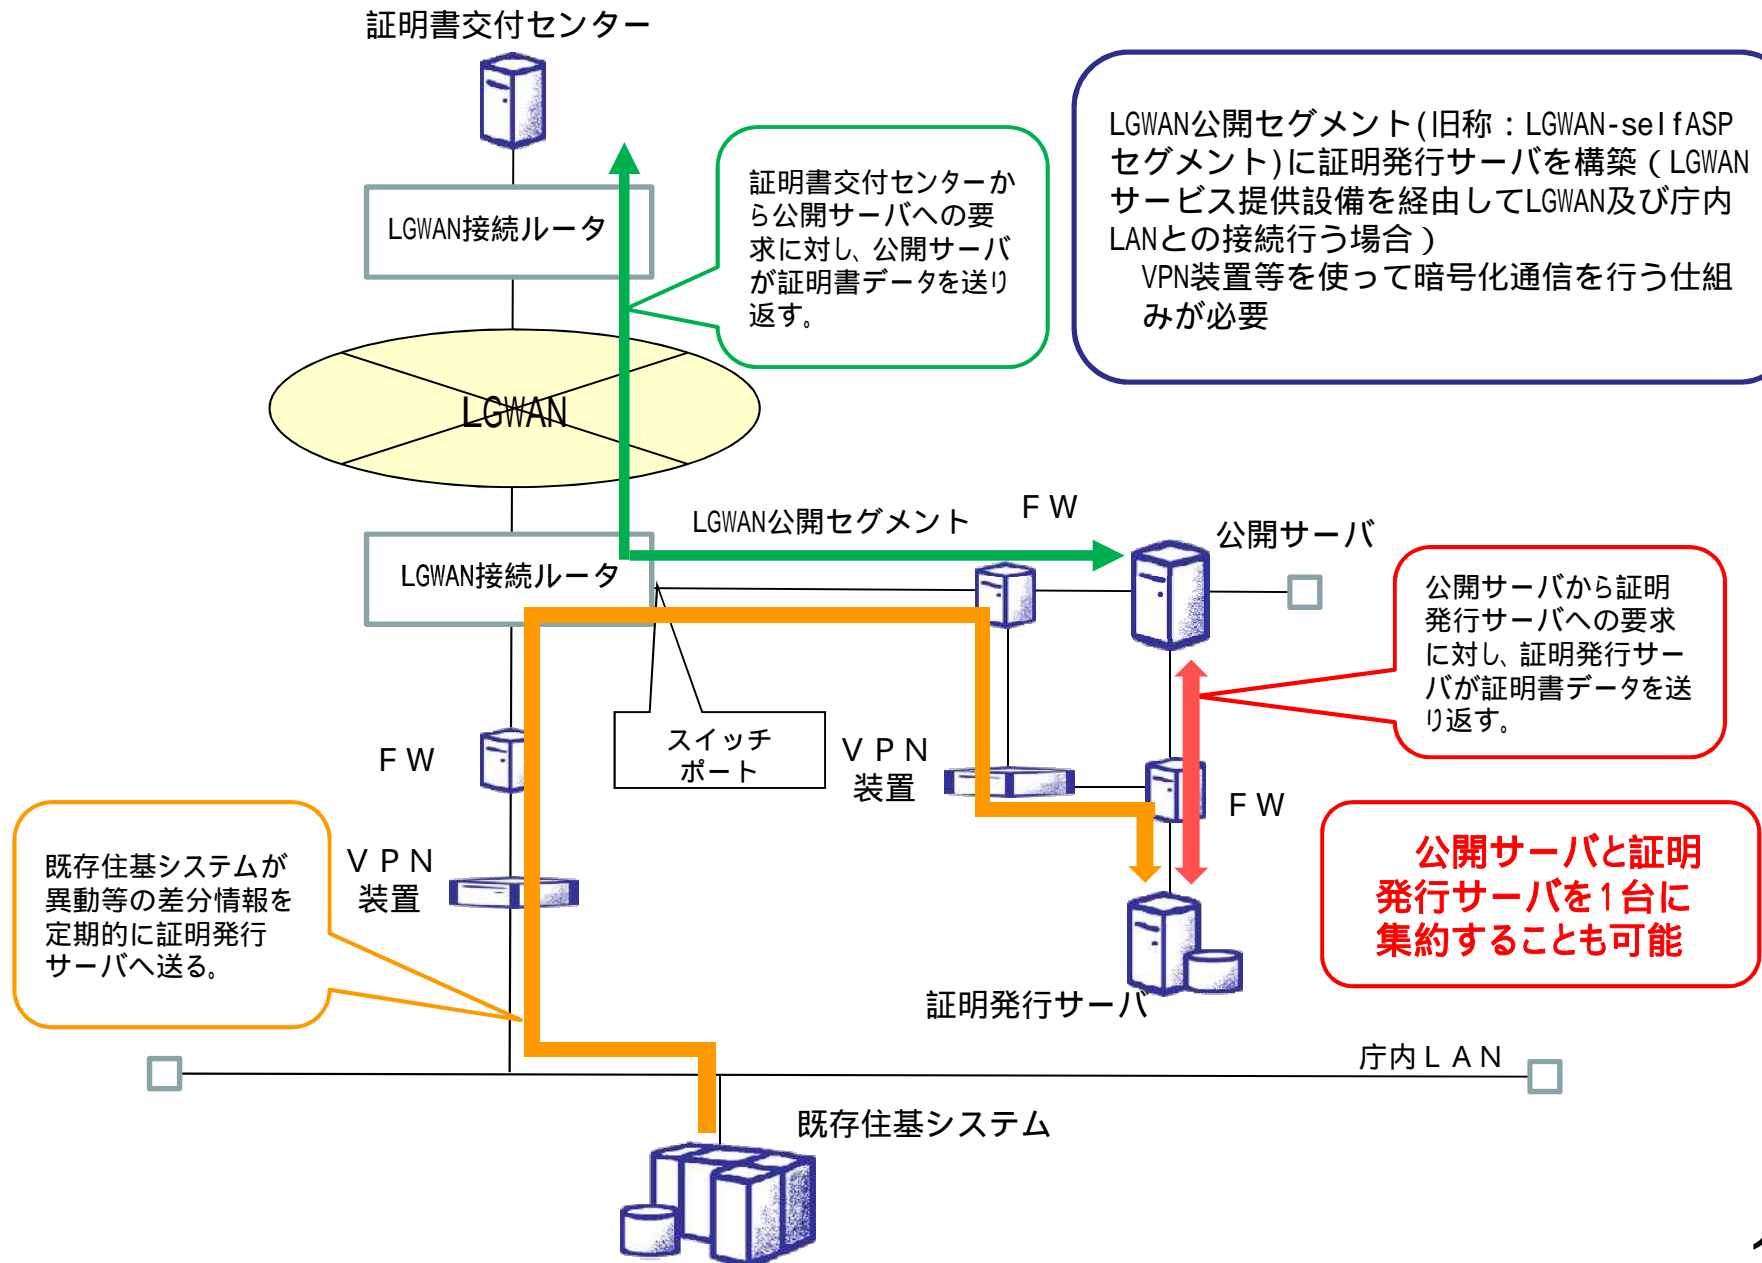 証明書交付センター
LGWAN公開セグメント(旧称：LGWAN-selfASP
セグメント)に証明発行サーバを構築（LGWAN
サービス提供設備を経由してLGWAN及び庁内
LANとの接続行う場合）
VPN装置等を使って暗号化通信を行う仕組
みが必要
証明書交付センターか
ら公開サーバへの要
求に対し、公開サーバ
が証明書データを送り
返す。
LGWAN接続ルータ
LGWAN
LGWAN公開セグメント
ＦＷ
公開サーバ
LGWAN接続ルータ
公開サーバから証明
発行サーバへの要求
に対し、証明発行サー
バが証明書データを送
り返す。
スイッチ
ポート
ＦＷ
ＶＰＮ
装置
ＦＷ
公開サーバと証明
発行サーバを1台に
集約することも可能
既存住基システムが
異動等の差分情報を
定期的に証明発行
サーバへ送る。
ＶＰＮ
装置
証明発行サーバ
庁内ＬＡＮ
既存住基システム